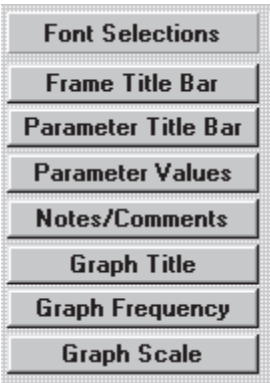 Font Selections
Frame Title Bar
Parameter Title Bar
Parameter Values
Notes/Comments
Graph Title
Graph Frequency
Graph Scale